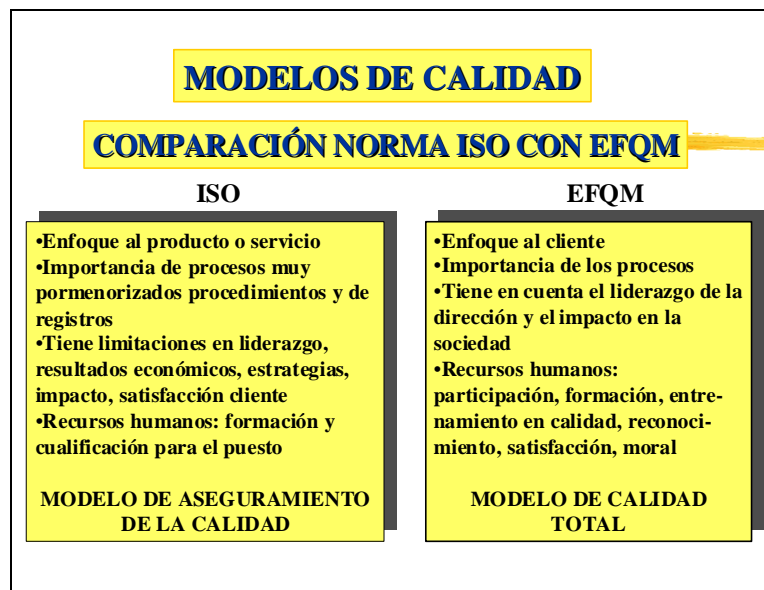 MODELOS DE CALIDAD
COMPARACIÓN NORMA ISO CON EFQM
ISO
•Enfoque al producto o servicio
•Importancia de procesos muy
pormenorizados procedimientos y de
registros
•Tiene limitaciones en liderazgo,
resultados económicos, estrategias,
impacto, satisfacción cliente
•Recursos humanos: formación y
cualificación para el puesto
MODELO DE ASEGURAMIENTO
DE LA CALIDAD
EFQM
•Enfoque al cliente
•Importancia de los procesos
•Tiene en cuenta el liderazgo de la
dirección y el impacto en la
sociedad
•Recursos humanos:
participación, formación, entre-
namiento en calidad, reconoci-
miento, satisfacción, moral
MODELO DE CALIDAD
TOTAL